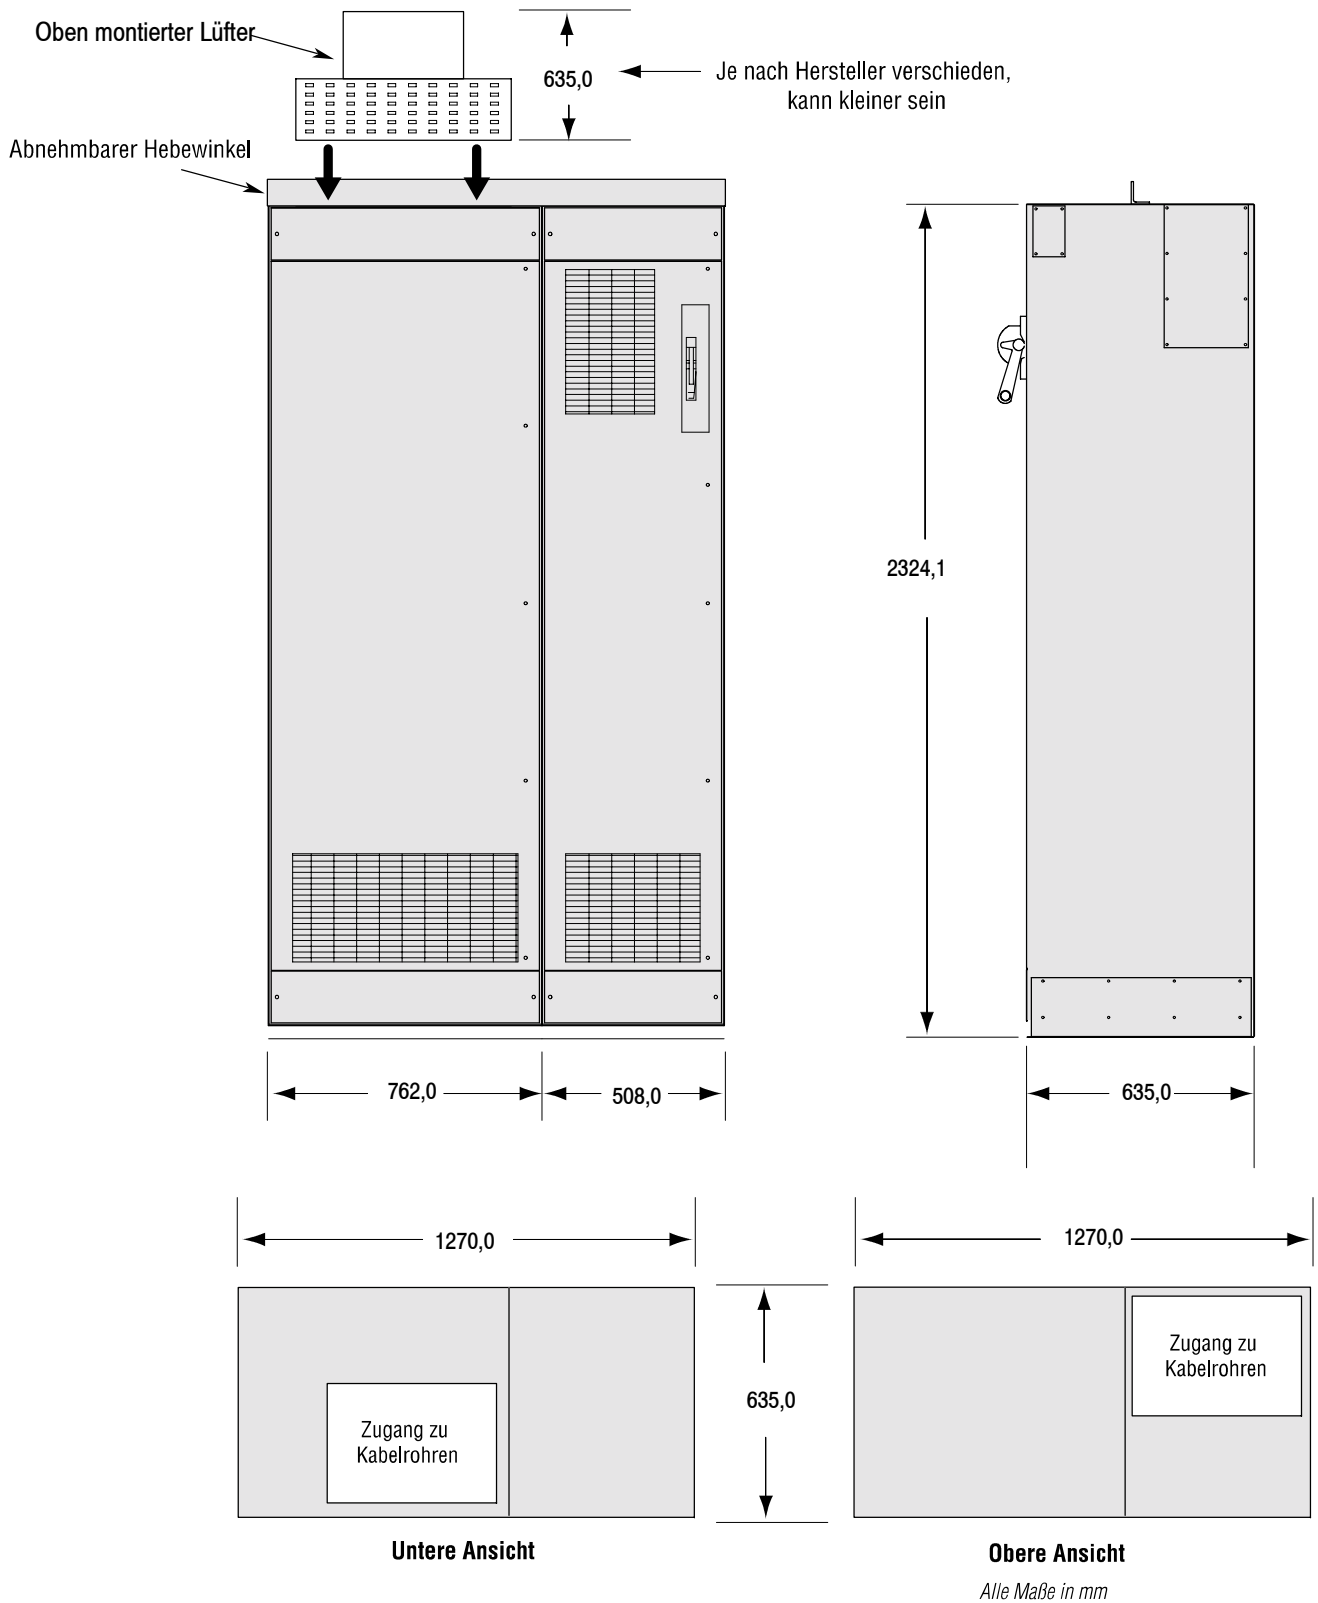 Oben montierter Lüfter
635,0
Je nach Hersteller verschieden,
kann kleiner sein
Abnehmbarer Hebewinkel
2324,1
762,0
508,0
635,0
1270,0
1270,0
Zugang zu
Kabelrohren
635,0
Zugang zu
Kabelrohren
Untere Ansicht
Obere Ansicht
Alle Maße in mm